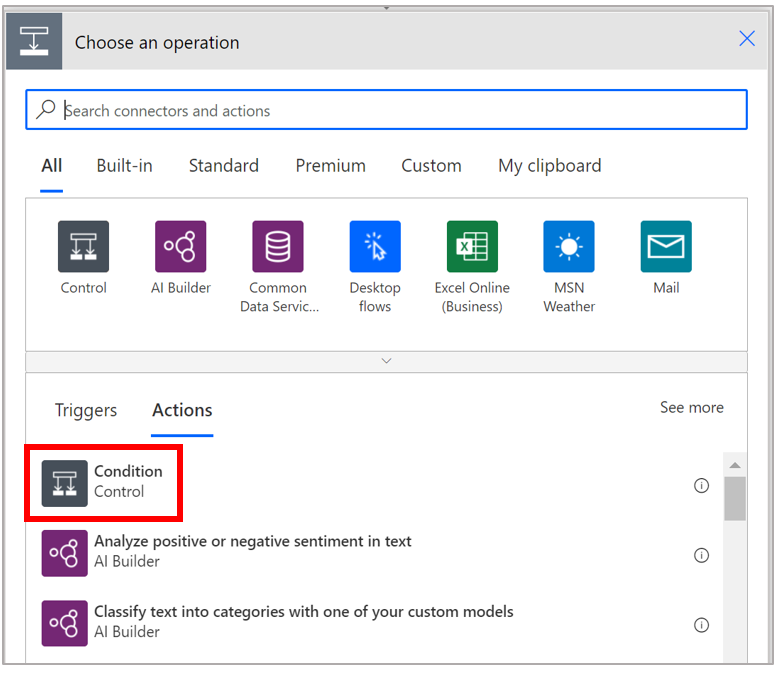 Choose an operation
Search connectors and actions
All Built-in Standard Premium Custom My clipboard
Control AI Builder Common Data Servic... Desktop flows Excel Online (Business) MSN Weather Mail
Triggers Actions See more
Condition
Control
Analyze positive or negative sentiment in text
AI Builder
Classify text into categories with one of your custom models
AI Builder